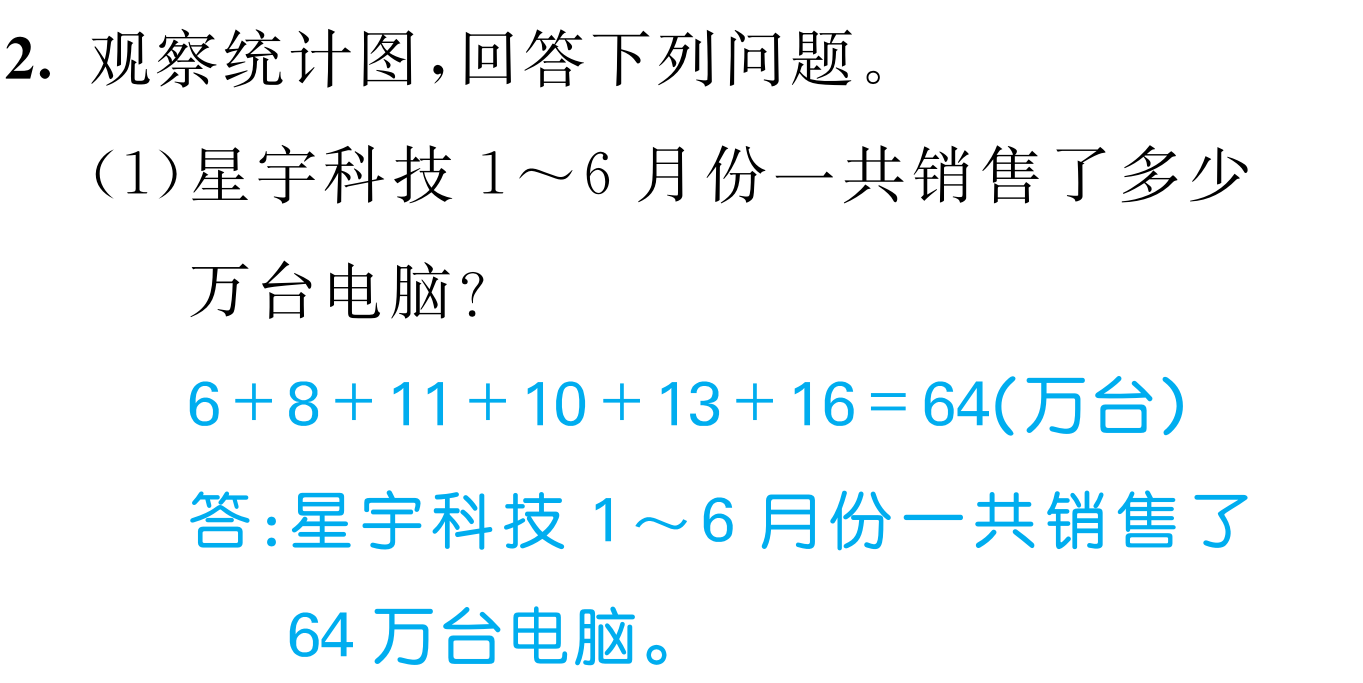 2. 观察统计图,回答下列问题。
(1)星宇科技 1～6 月份一共销售了多少
万台电脑?
6+8+11+10+13+16=64(万台)
答:星宇科技 1～6 月份一共销售了
64 万台电脑。